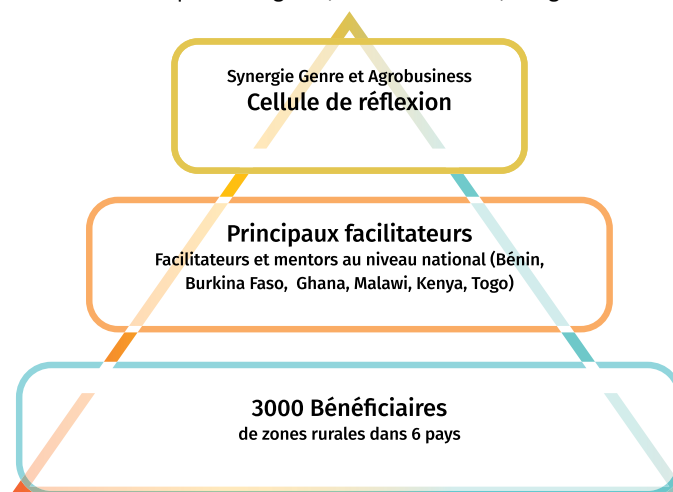 Synergie Genre et Agrobusiness
Cellule de réflexion
Principaux facilitateurs
Facilitateurs et mentors au niveau national (Bénin,
Burkina Faso, Ghana, Malawi, Kenya, Togo)
3000 Bénéficiaires
de zones rurales dans 6 pays